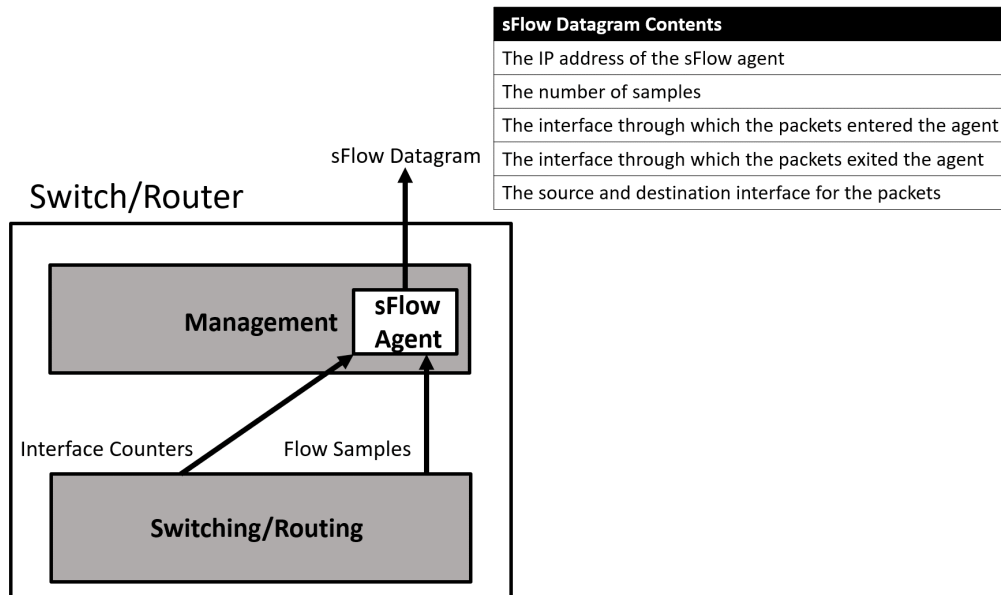 sFlow Datagram Contents
The IP address of the sFlow agent
The number of samples
The interface through which the packets entered the agent
The interface through which the packets exited the agent
The source and destination interface for the packets
sFlow Datagram
Switch/Router
Management
sFlow
Agent
Interface Counters
Flow Samples
Switching/Routing